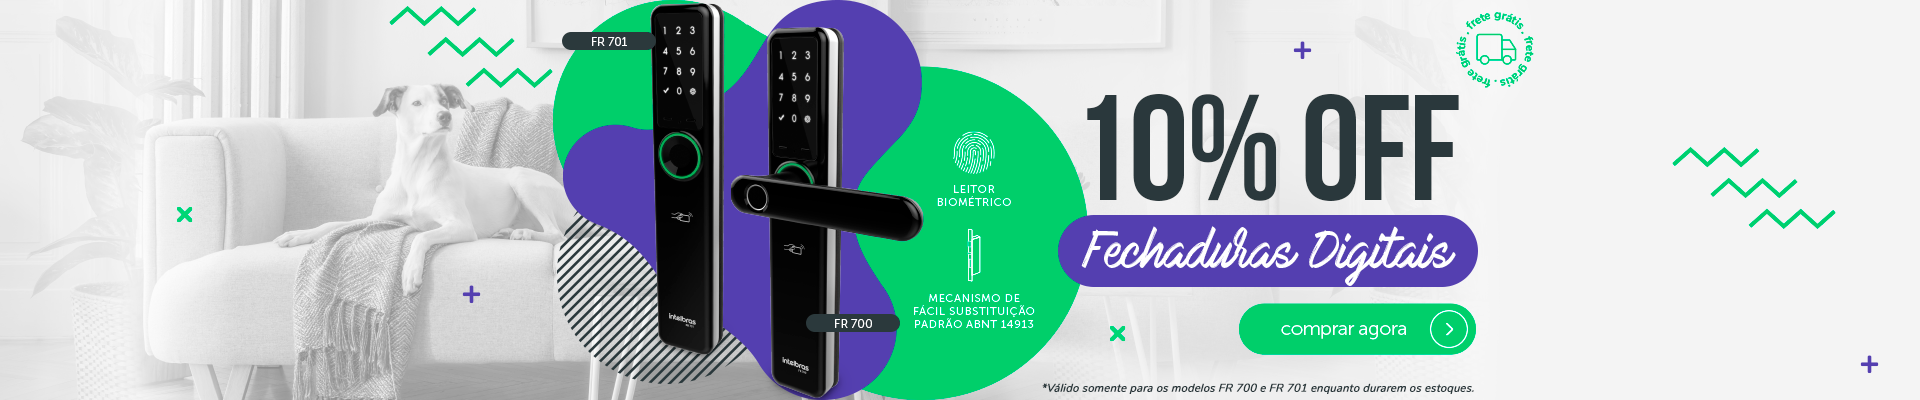 FR 701
1 2 3
4 5 6
7 8 9
0
intelbras
1 2 3
4 5 6
7 8 9
0
FR 700
intelbras
LEITOR
BIOMÉTRICO
MECANISMO DE
FÁCIL SUBSTITUIÇÃO
PADRÃO ABNT 14913
frete grátis · frete grátis · frete grátis ·
10% OFF
Fechaduras Digitais
comprar agora
*Válido somente para os modelos FR 700 e FR 701 enquanto durarem os estoques.